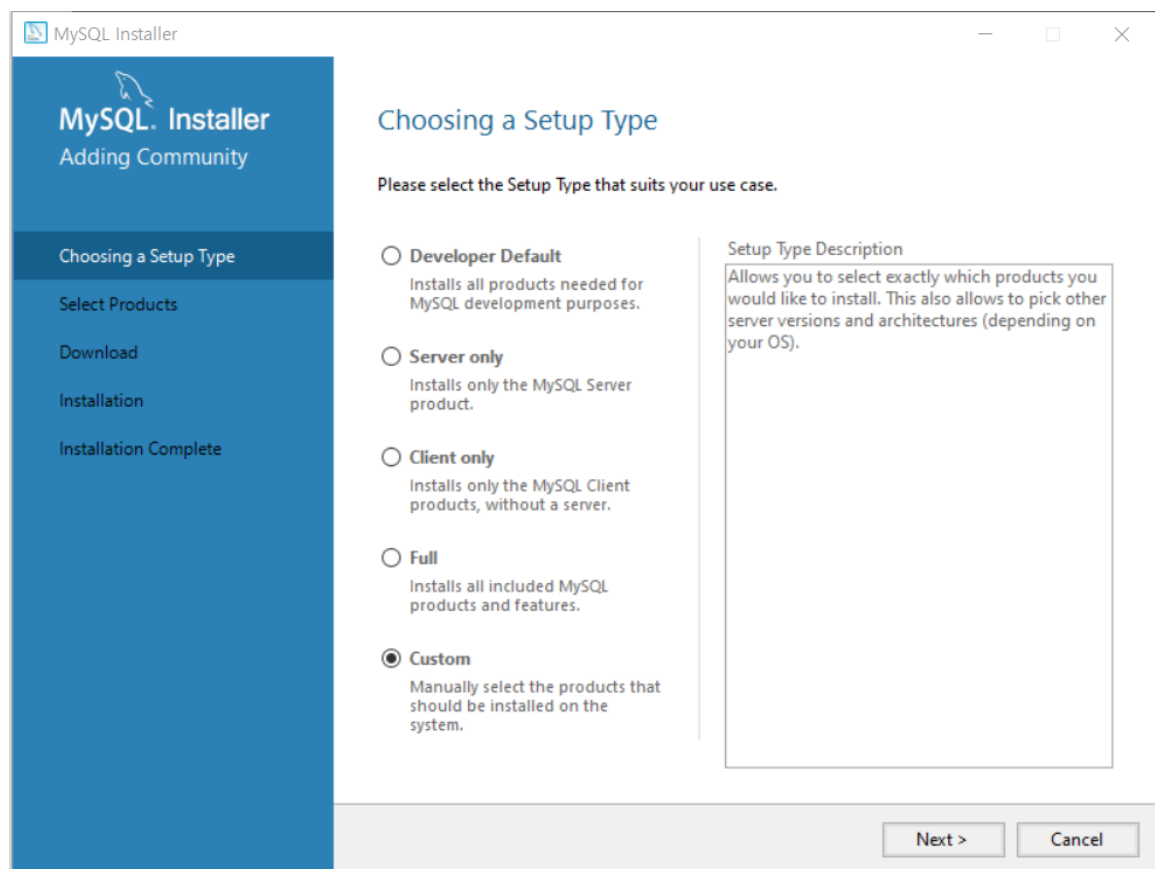 MySQL Installer
MySQL. Installer
Adding Community
Choosing a Setup Type
Select Products
Download
Installation
Installation Complete
Choosing a Setup Type
Please select the Setup Type that suits your use case.
Developer Default
Installs all products needed for
MySQL development purposes.
Server only
Installs only the MySQL Server
product.
Client only
Installs only the MySQL Client
products, without a server.
Full
Installs all included MySQL
products and features.
Custom
Manually select the products that
should be installed on the
system.
Setup Type Description
Allows you to select exactly which products you
would like to install. This also allows to pick other
server versions and architectures (depending on
your OS).
Next >
Cancel